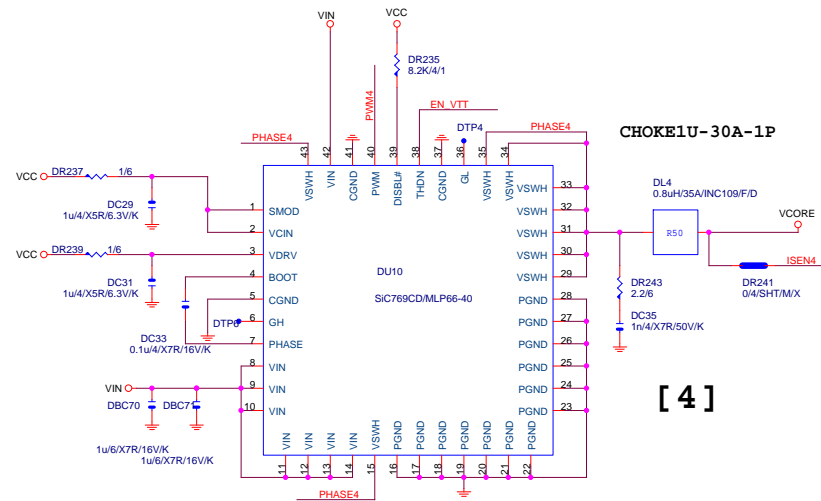 VIN
VCC
DR235
8.2K/4/1
PWM4
EN_VTT
PHASE4
DTP4
PHASE4
CHOKE1U-30A-1P
43
42
41
40
39
38
37
36
35
34
VSWH
VIN
CGND
PWM
DISBL#
THDN
CGND
GL
VSWH
VSWH
VCC
DR237
1/6
DC29
1u/4/X5R/6.3V/K
VCC
DR239
1/6
DC31
1u/4/X5R/6.3V/K
DC33
0.1u/4/X7R/16V/K
DTP6
VIN
DBC70
DBC71
1u/6/X7R/16V/K
1u/6/X7R/16V/K
1 SMOD
2 VCIN
3 VDRV
4 BOOT
5 CGND
6 GH
7 PHASE
8 VIN
9 VIN
10 VIN
DU10
SiC769CD/MLP66-40
VSWH 33
VSWH 32
VSWH 31
VSWH 30
VSWH 29
PGND 28
PGND 27
PGND 26
PGND 25
PGND 24
PGND 23
VIN
VIN
VIN
VIN
VSWH
PGND
PGND
PGND
PGND
PGND
PGND
PGND
11
12
13
14
15
16
17
18
19
20
21
22
PHASE4
DL4
0.8uH/35A/INC109/F/D
R50
VCORE
ISEN4
DR241
0/4/SHT/M/X
DR243
2.2/6
DC35
1n/4/X7R/50V/K
[4]